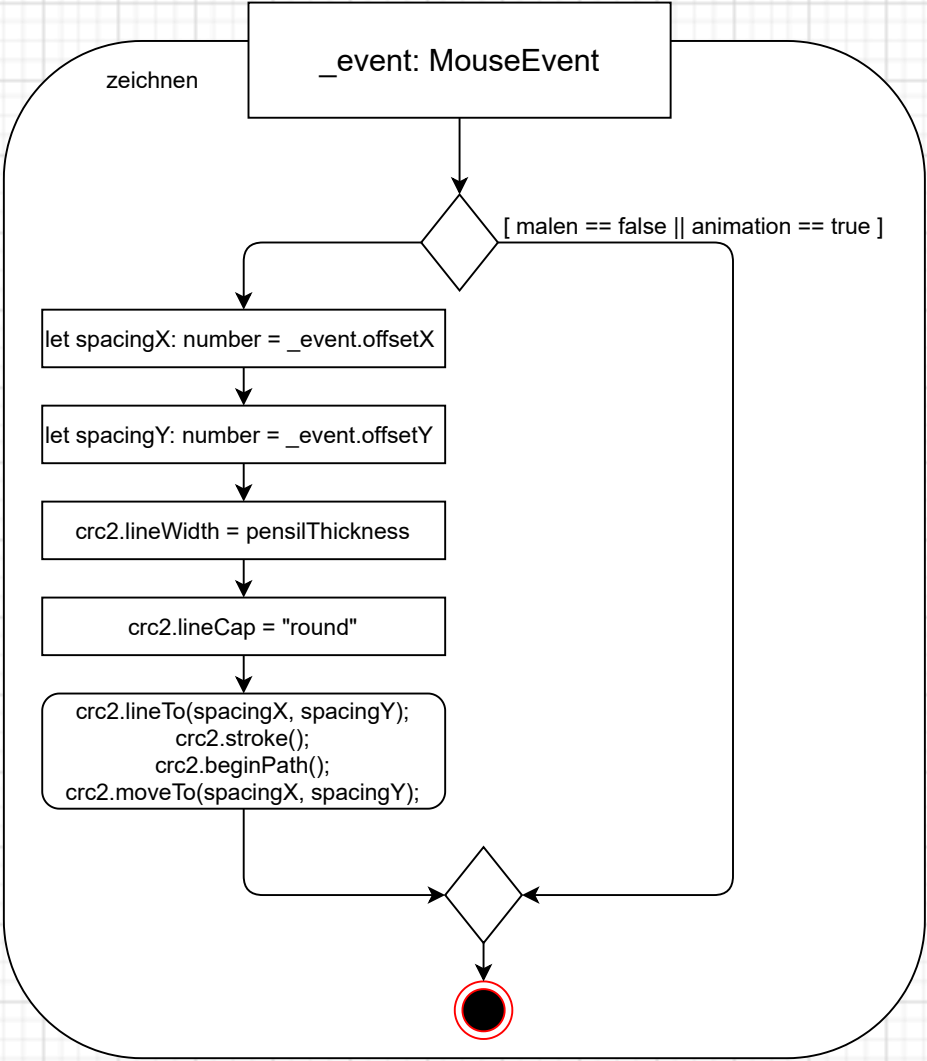 _event: MouseEvent
zeichnen
[ malen == false || animation == true ]
let spacingX: number = _event.offsetX
let spacingY: number = _event.offsetY
crc2.lineWidth = pensilThickness
crc2.lineCap = "round"
crc2.lineTo(spacingX, spacingY);
crc2.stroke();
crc2.beginPath();
crc2.moveTo(spacingX, spacingY);